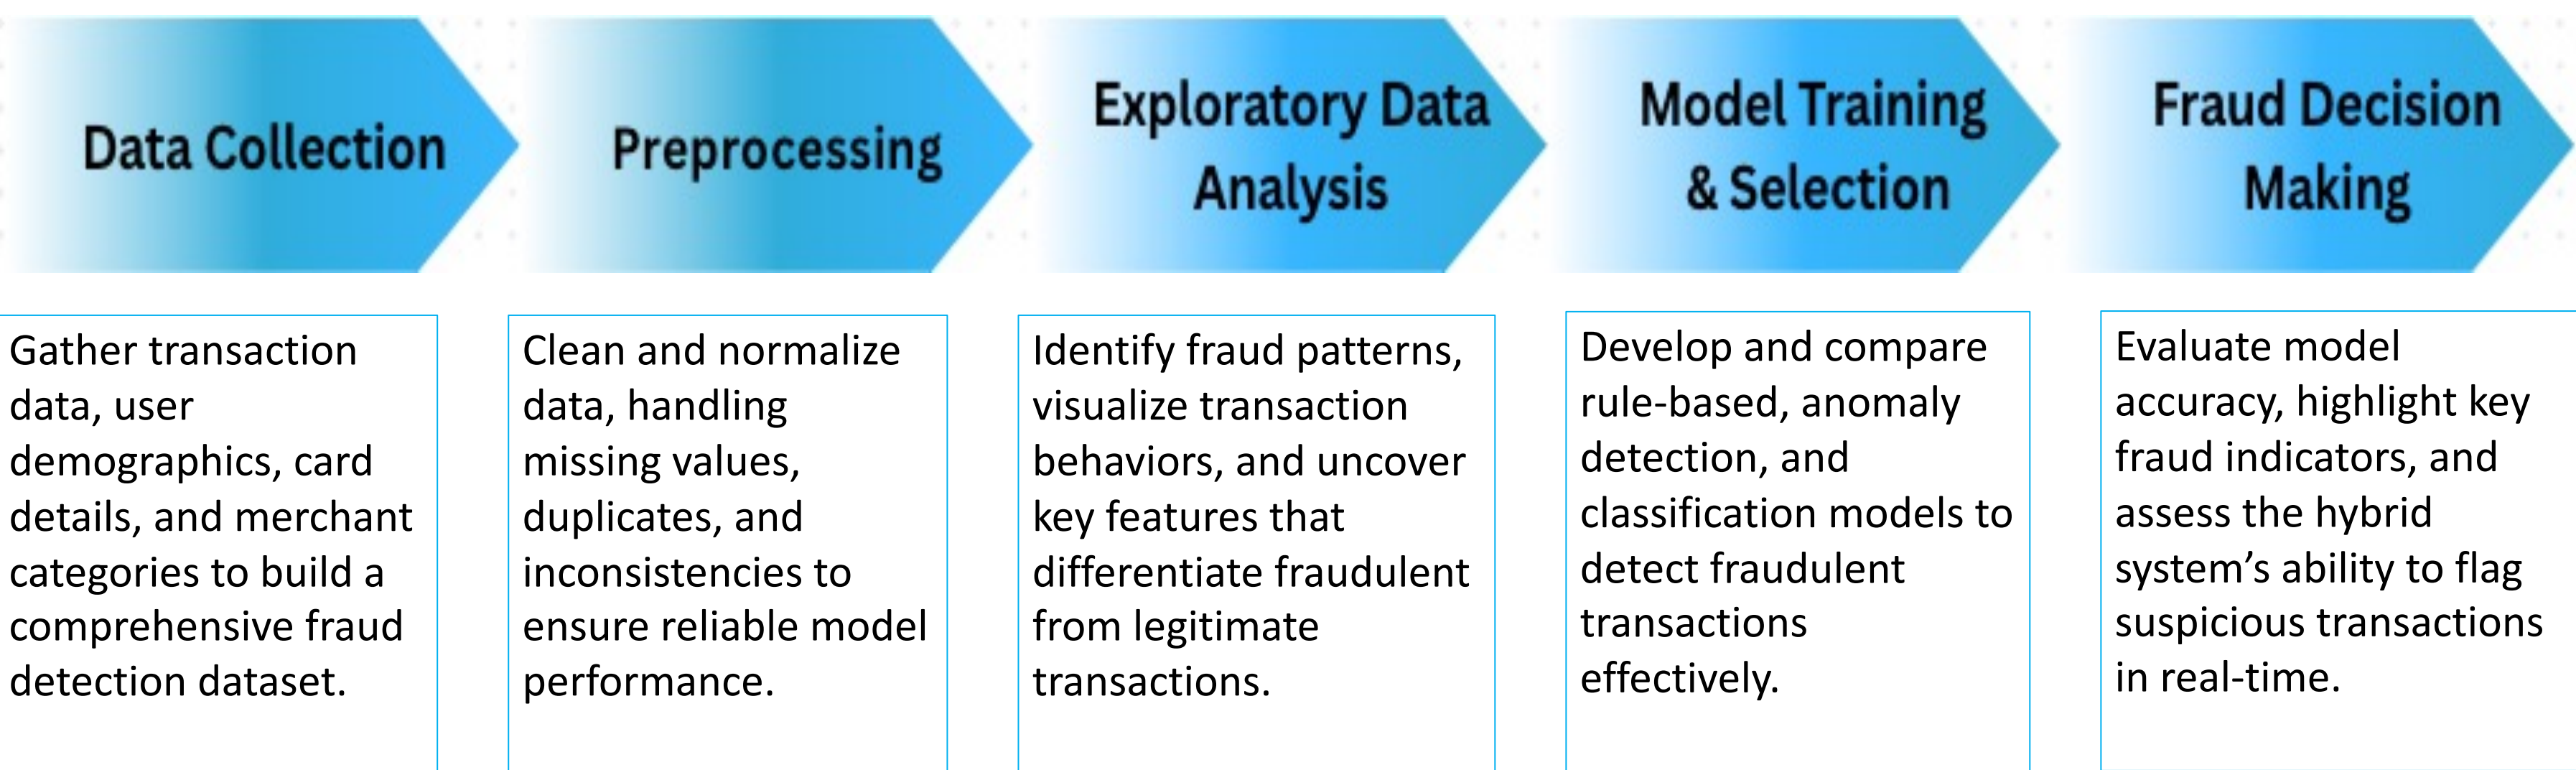 Data Collection
Preprocessing
Exploratory Data
Analysis
Model Training
& Selection
Fraud Decision
Making
Gather transaction
data, user
demographics, card
details, and merchant
categories to build a
comprehensive fraud
detection dataset.
Clean and normalize
data, handling
missing values,
duplicates, and
inconsistencies to
ensure reliable model
performance.
Identify fraud patterns,
visualize transaction
behaviors, and uncover
key features that
differentiate fraudulent
from legitimate
transactions.
Develop and compare
rule-based, anomaly
detection, and
classification models to
detect fraudulent
transactions
effectively.
Evaluate model
accuracy, highlight key
fraud indicators, and
assess the hybrid
system’s ability to flag
suspicious transactions
in real-time.